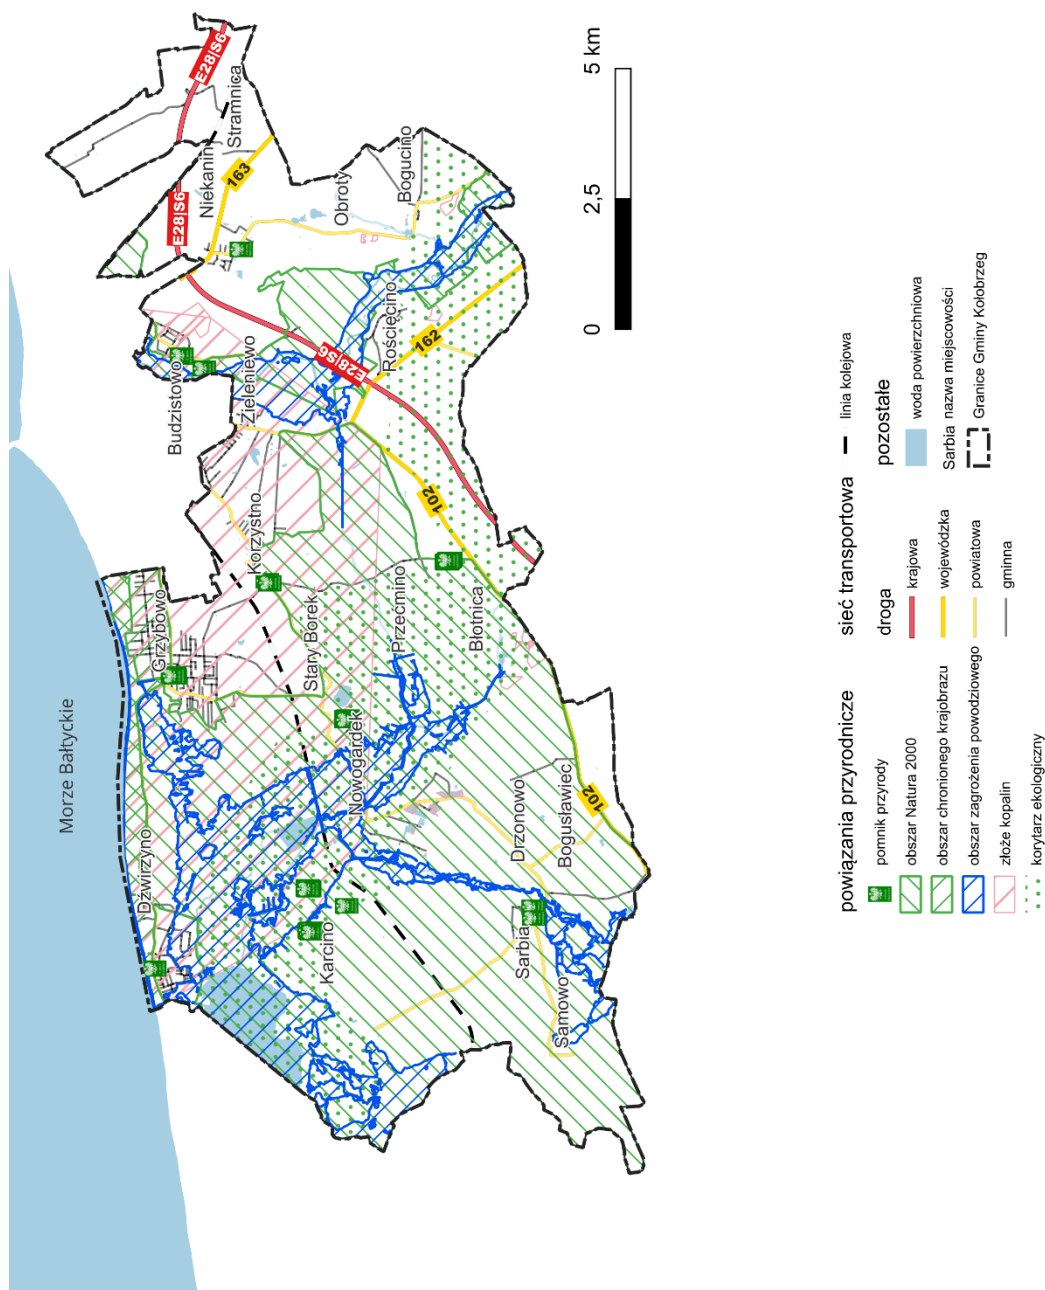 Morze Bałtyckie
Dźwirzyno
Grzybowo
Karcino
Nowogardek
Stary Borek
Korzystno
Budzistowo
Zieleniewo
Niekanin
Stramnica
E28|S6
E28|S6
163
Obroty
Bogucino
Rościęcino
E28|S6
162
102
Przećmino
Błotnica
Drzonowo
Bogusławiec
102
Sarbia
Samowo
0
2,5
5 km
powiązania przyrodnicze
pomnik przyrody
obszar Natura 2000
obszar chronionego krajobrazu
obszar zagrożenia powodziowego
złoże kopalin
korytarz ekologiczny
sieć transportowa
droga
krajowa
wojewódzka
powiatowa
gminna
linia kolejowa
pozostałe
woda powierzchniowa
Sarbia nazwa miejscowości
Granice Gminy Kołobrzeg